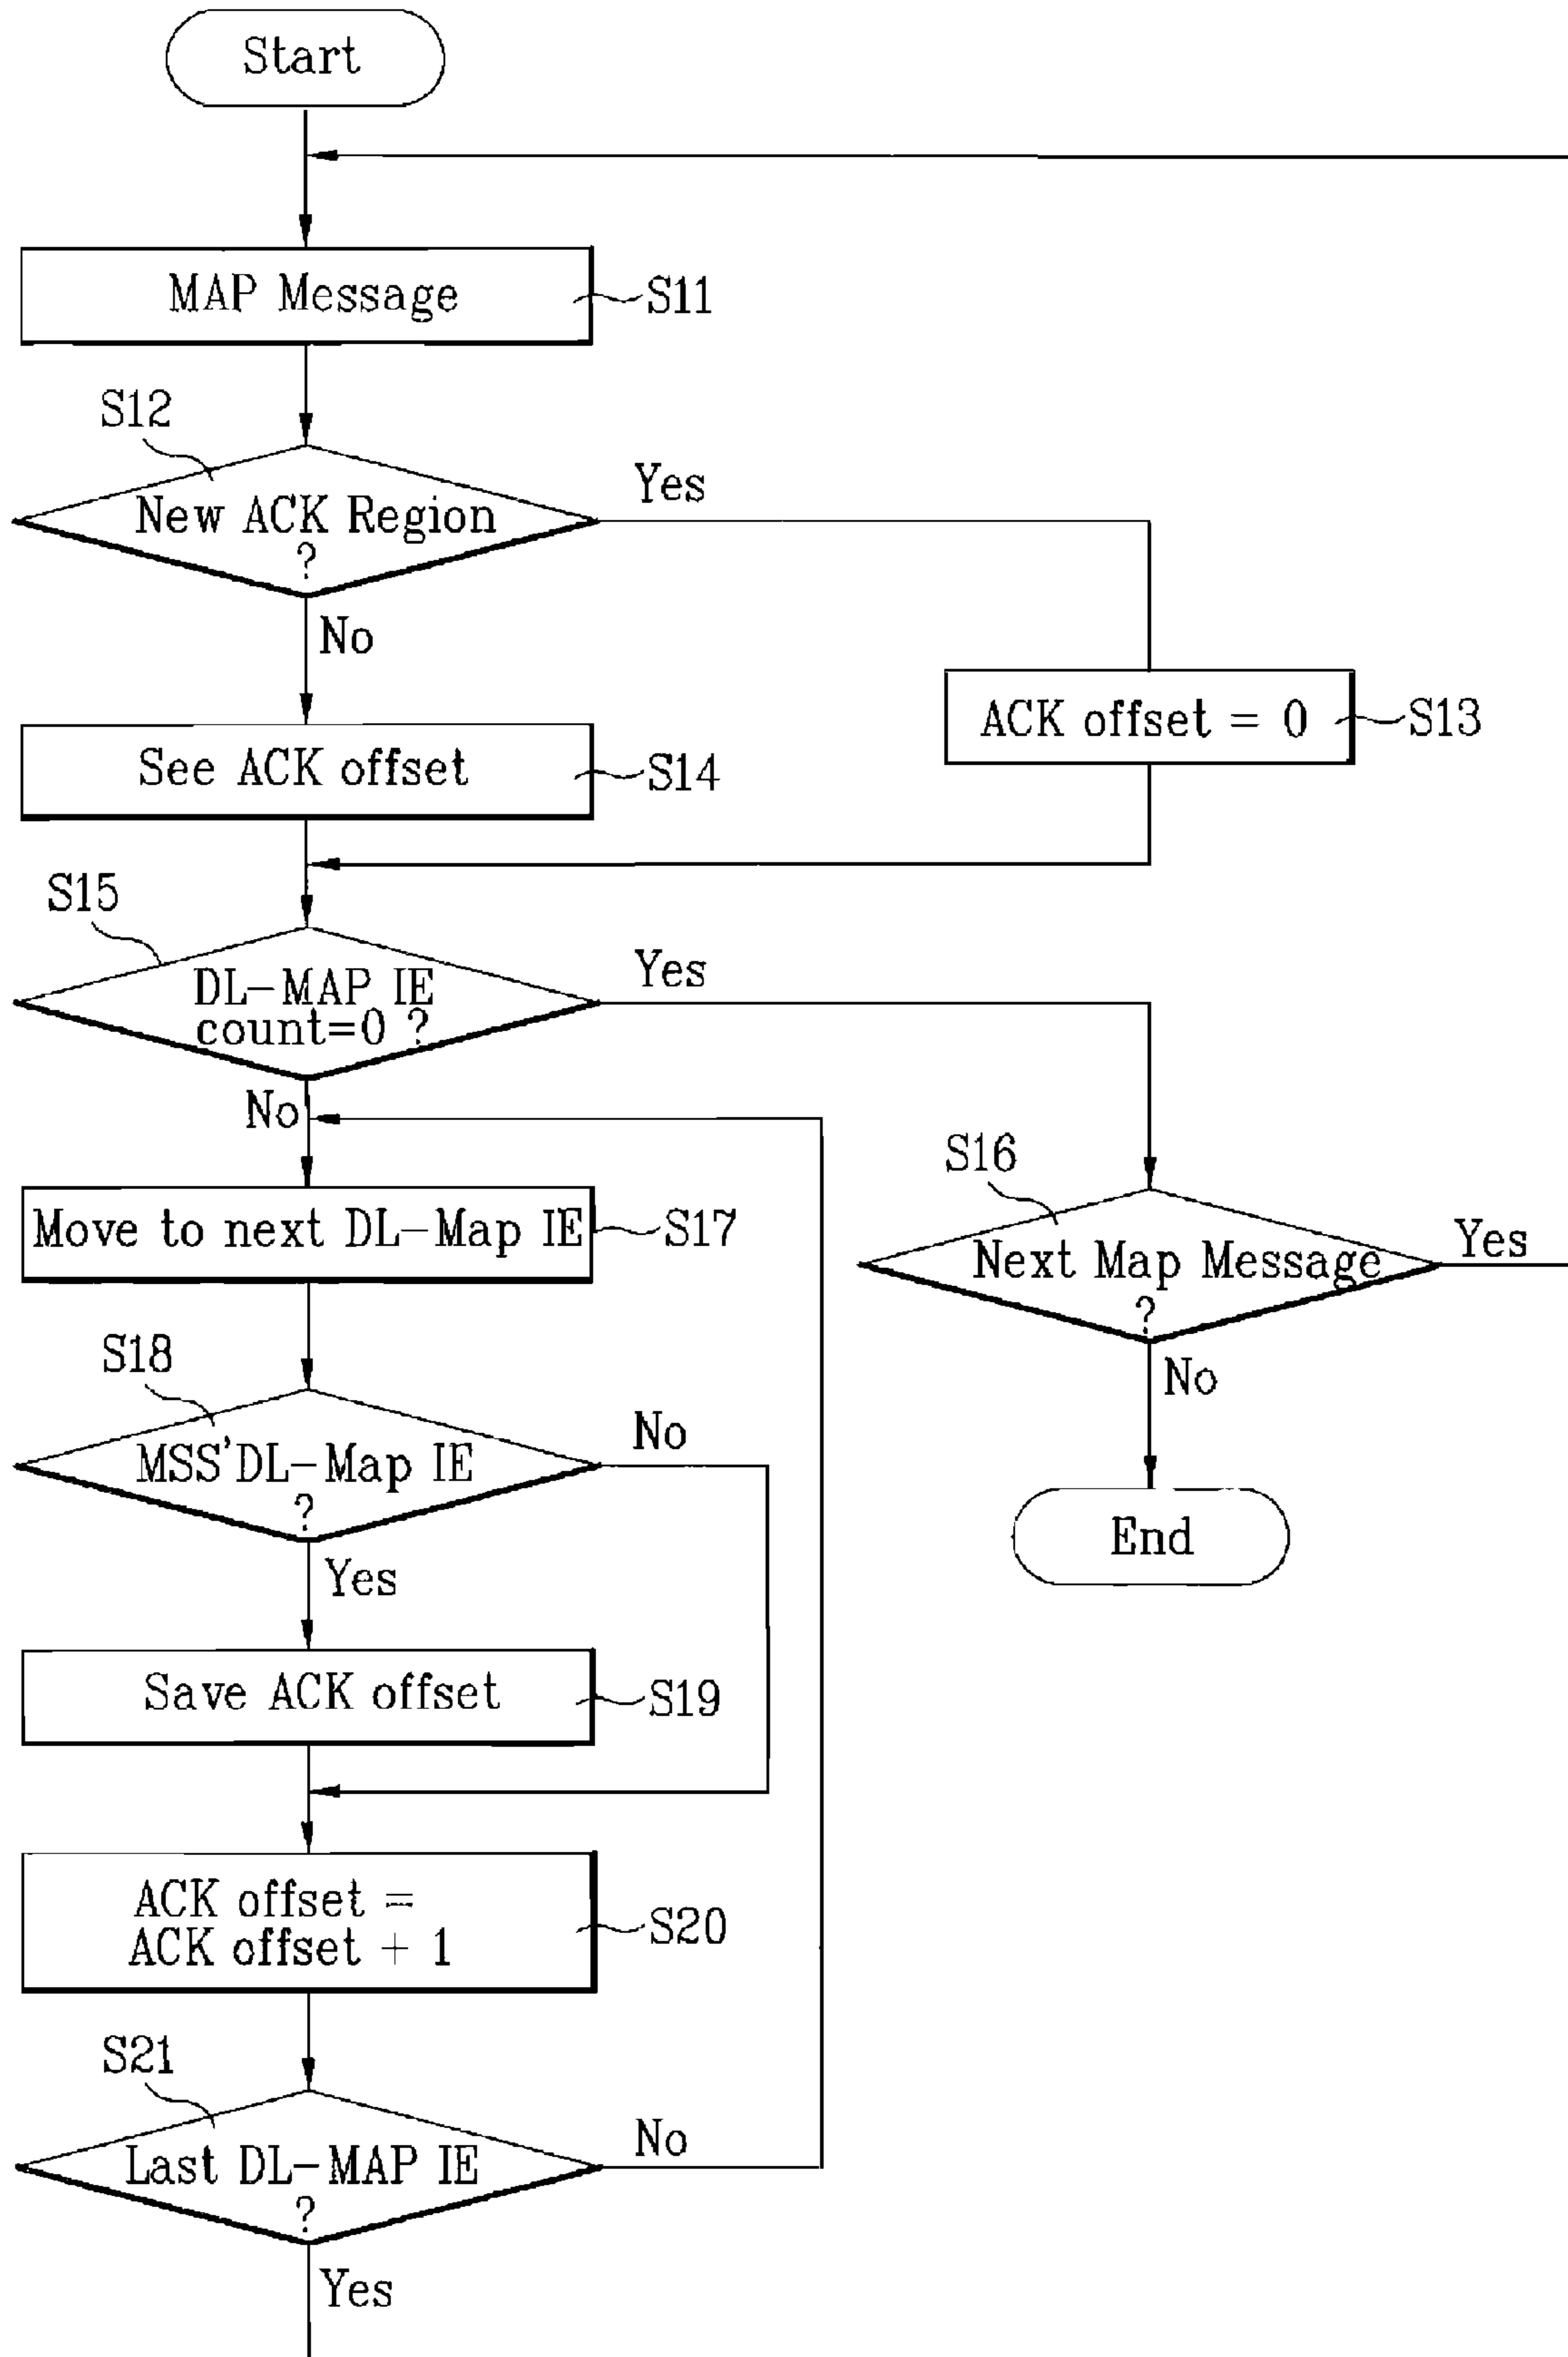 Start
MAP Message
S11
S12
New ACK Region
?
Yes
No
ACK offset = 0
S13
See ACK offset
S14
S15
DL-MAP IE
count=0 ?
Yes
No
S16
Next Map Message
?
Yes
No
End
Move to next DL-Map IE
S17
S18
MSS'DL-Map IE
?
No
Yes
Save ACK offset
S19
ACK offset =
ACK offset + 1
S20
S21
Last DL-MAP IE
?
No
Yes